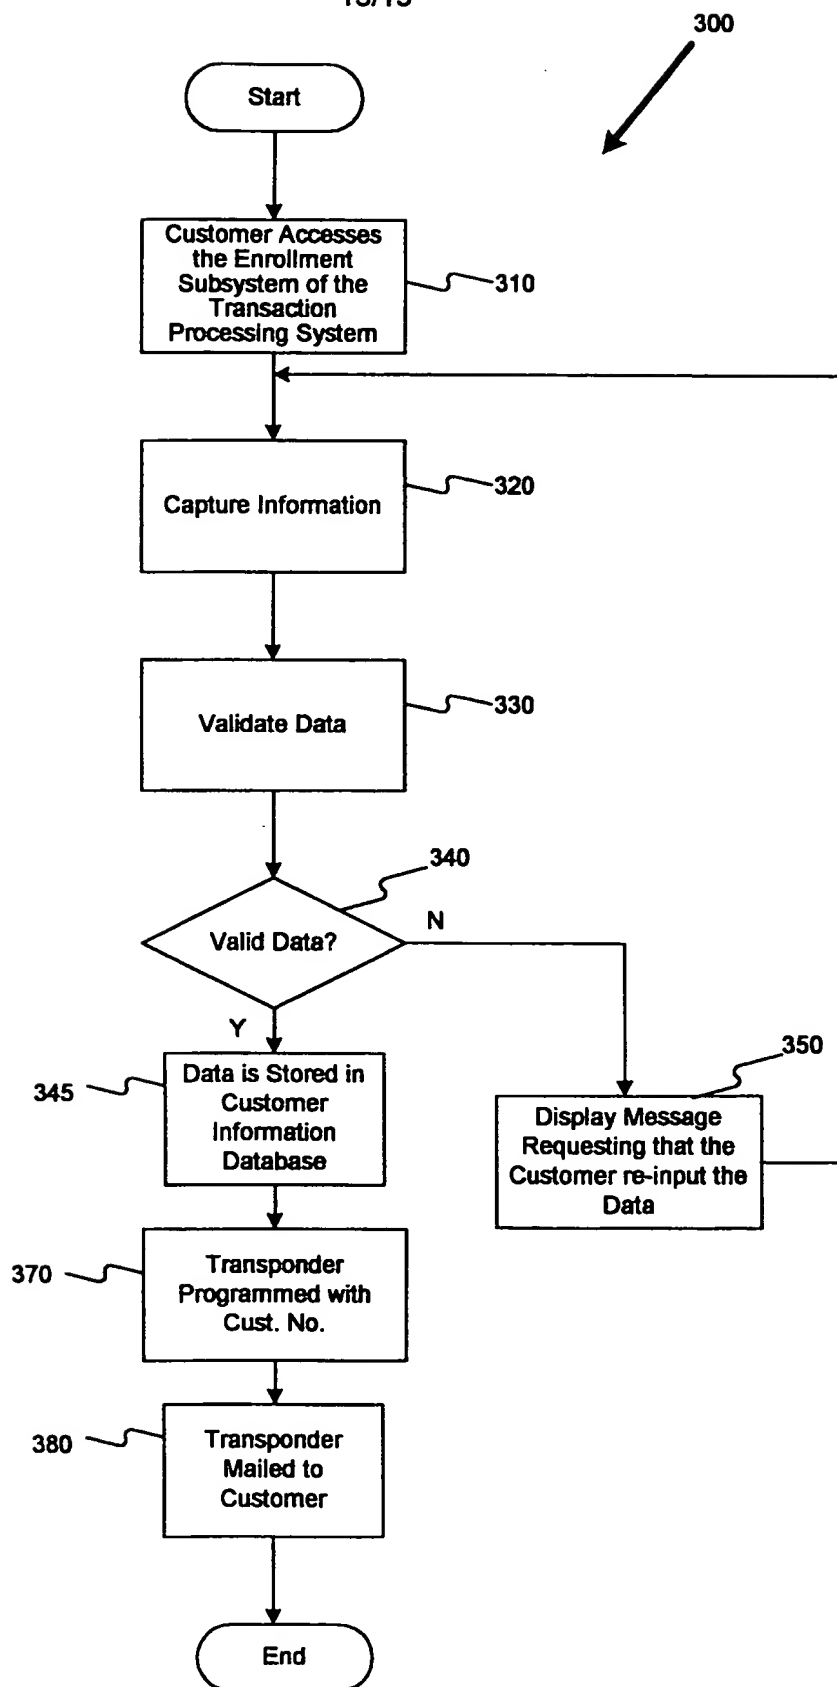 300
Start
Customer Accesses
the Enrollment
Subsystem of the
Transaction
Processing System
310
Capture Information
320
Validate Data
330
340
Valid Data?
N
Y
345
Data is Stored in
Customer
Information
Database
350
Display Message
Requesting that the
Customer re-input the
Data
370
Transponder
Programmed with
Cust. No.
380
Transponder
Mailed to
Customer
End